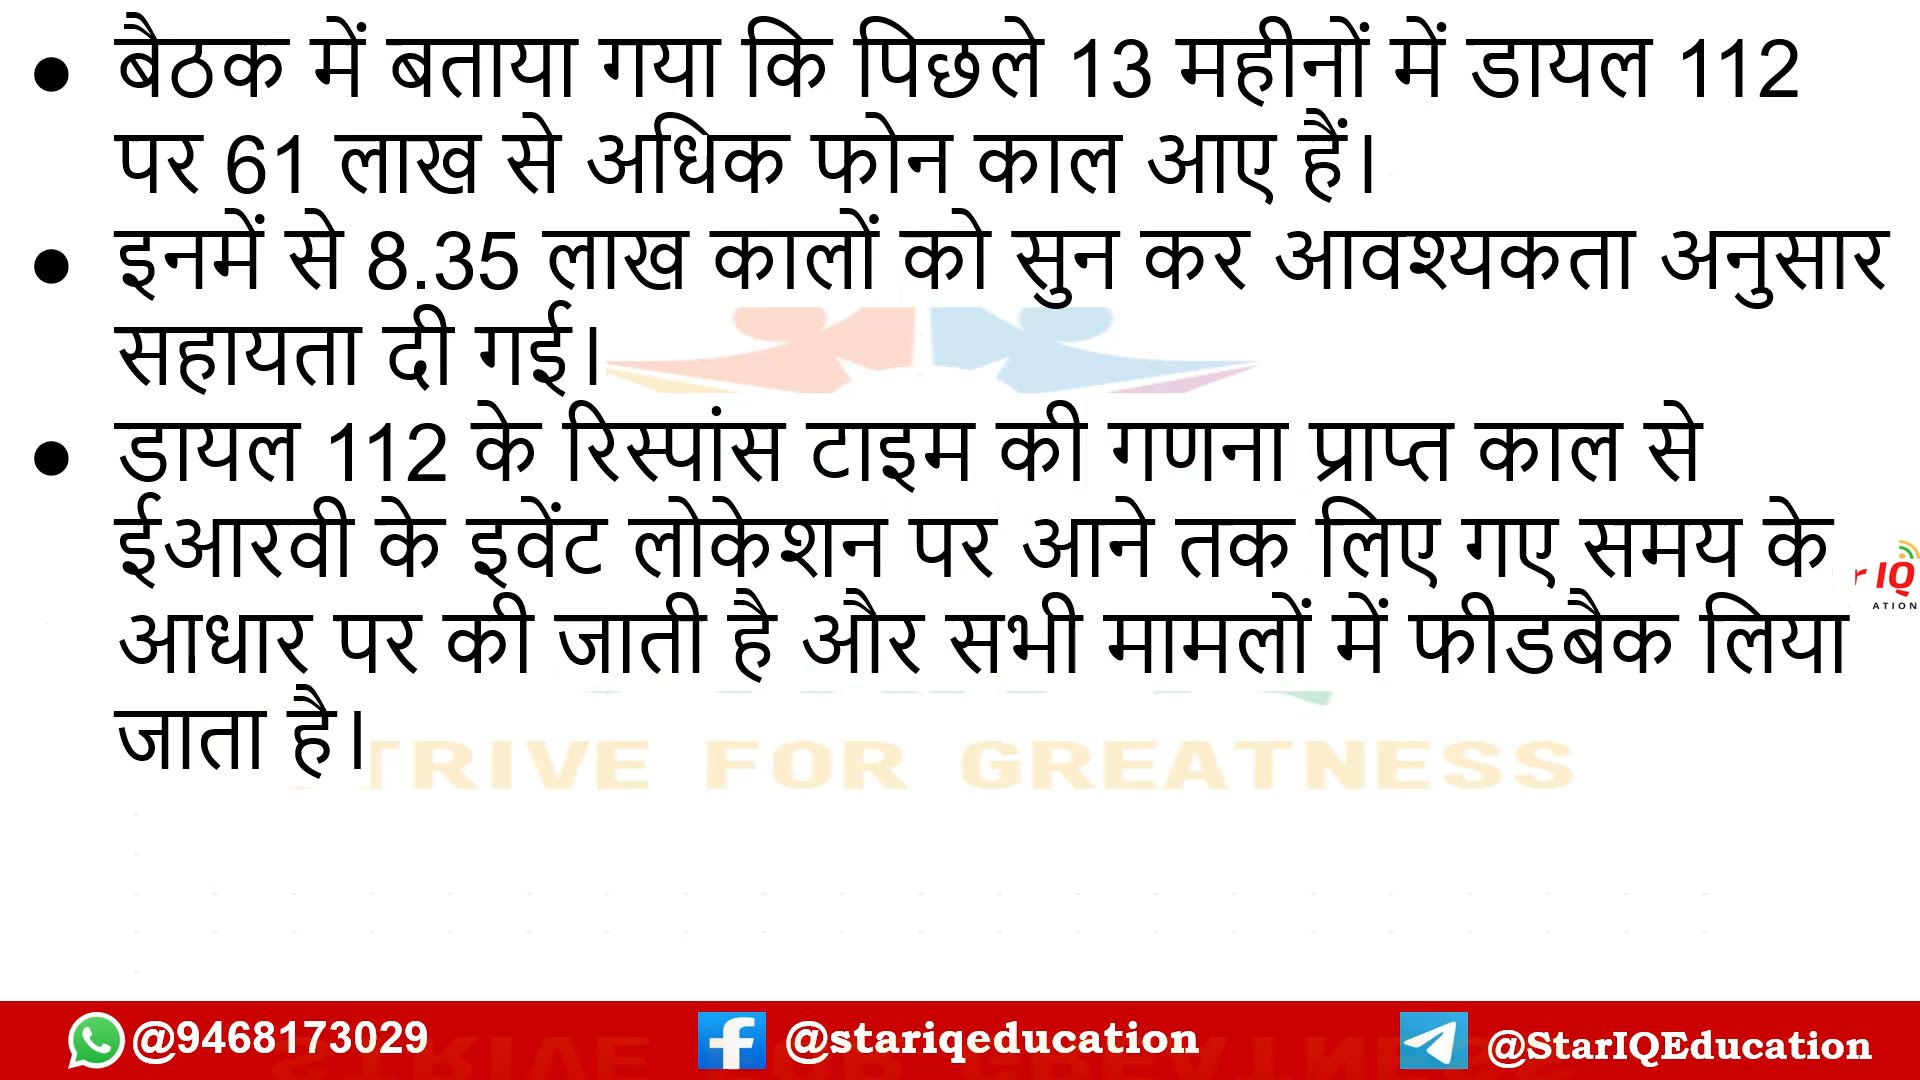 ● बैठक में बताया गया कि पिछले 13 महीनों में डायल 112
पर 61 लाख से अधिक फोन काल आए हैं।
● इनमें से 8.35 लाख कालों को सुन कर आवश्यकता अनुसार
सहायता दी गई।
● डायल 112 के रिस्पांस टाइम की गणना प्राप्त काल से
ईआरवी के इवेंट लोकेशन पर आने तक लिए गए समय के
आधार पर की जाती है और सभी मामलों में फीडबैक लिया
जाता है।
r IQ
ATION
TRIVE FOR GREATNESS
@9468173029
@stariqeducation
@StarIQEducation